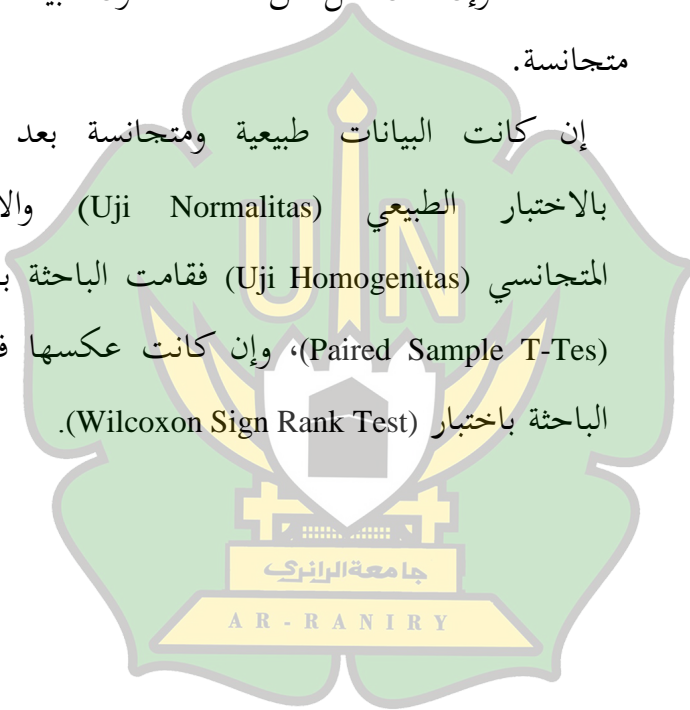 متجانسة.
إن كانت البيانات طبيعية ومتجانسة بعد
بالاختبار الطبيعي (Uji Normalitas)
المتجانسي (Uji Homogenitas) فقامت الباحثة
(Paired Sample T-Tes)، وإن كانت عكسها
الباحثة باختبار (Wilcoxon Sign Rank Test).
UIN
جامعة الرانري
AR-RANIRY